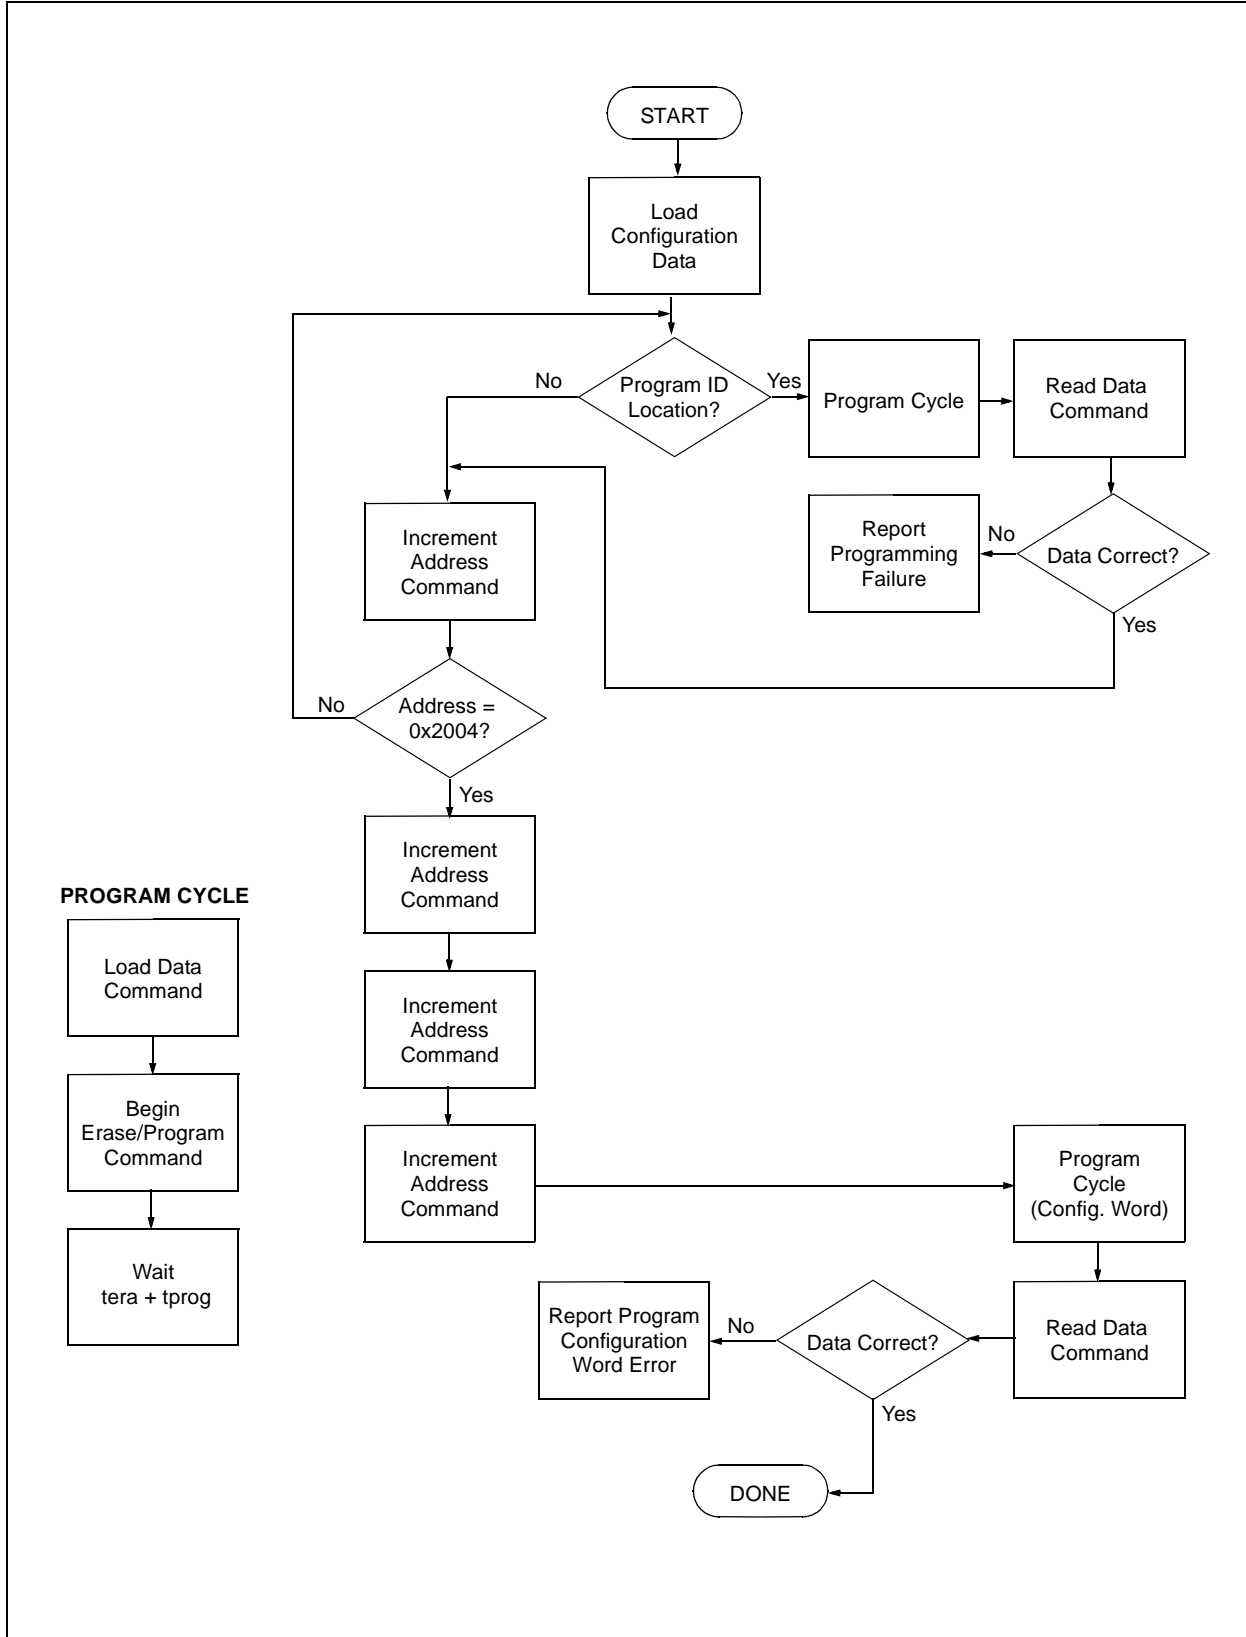 START
Load
Configuration
Data
No
Program ID
Location?
Yes
Program Cycle
Read Data
Command
Increment
Address
Command
Report
Programming
Failure
No
Data Correct?
Yes
No
Address =
0x2004?
Yes
Increment
Address
Command
PROGRAM CYCLE
Load Data
Command
Increment
Address
Command
Begin
Erase/Program
Command
Increment
Address
Command
Program
Cycle
(Config. Word)
Wait
tera + tprog
Report Program
Configuration
Word Error
No
Data Correct?
Read Data
Command
Yes
DONE